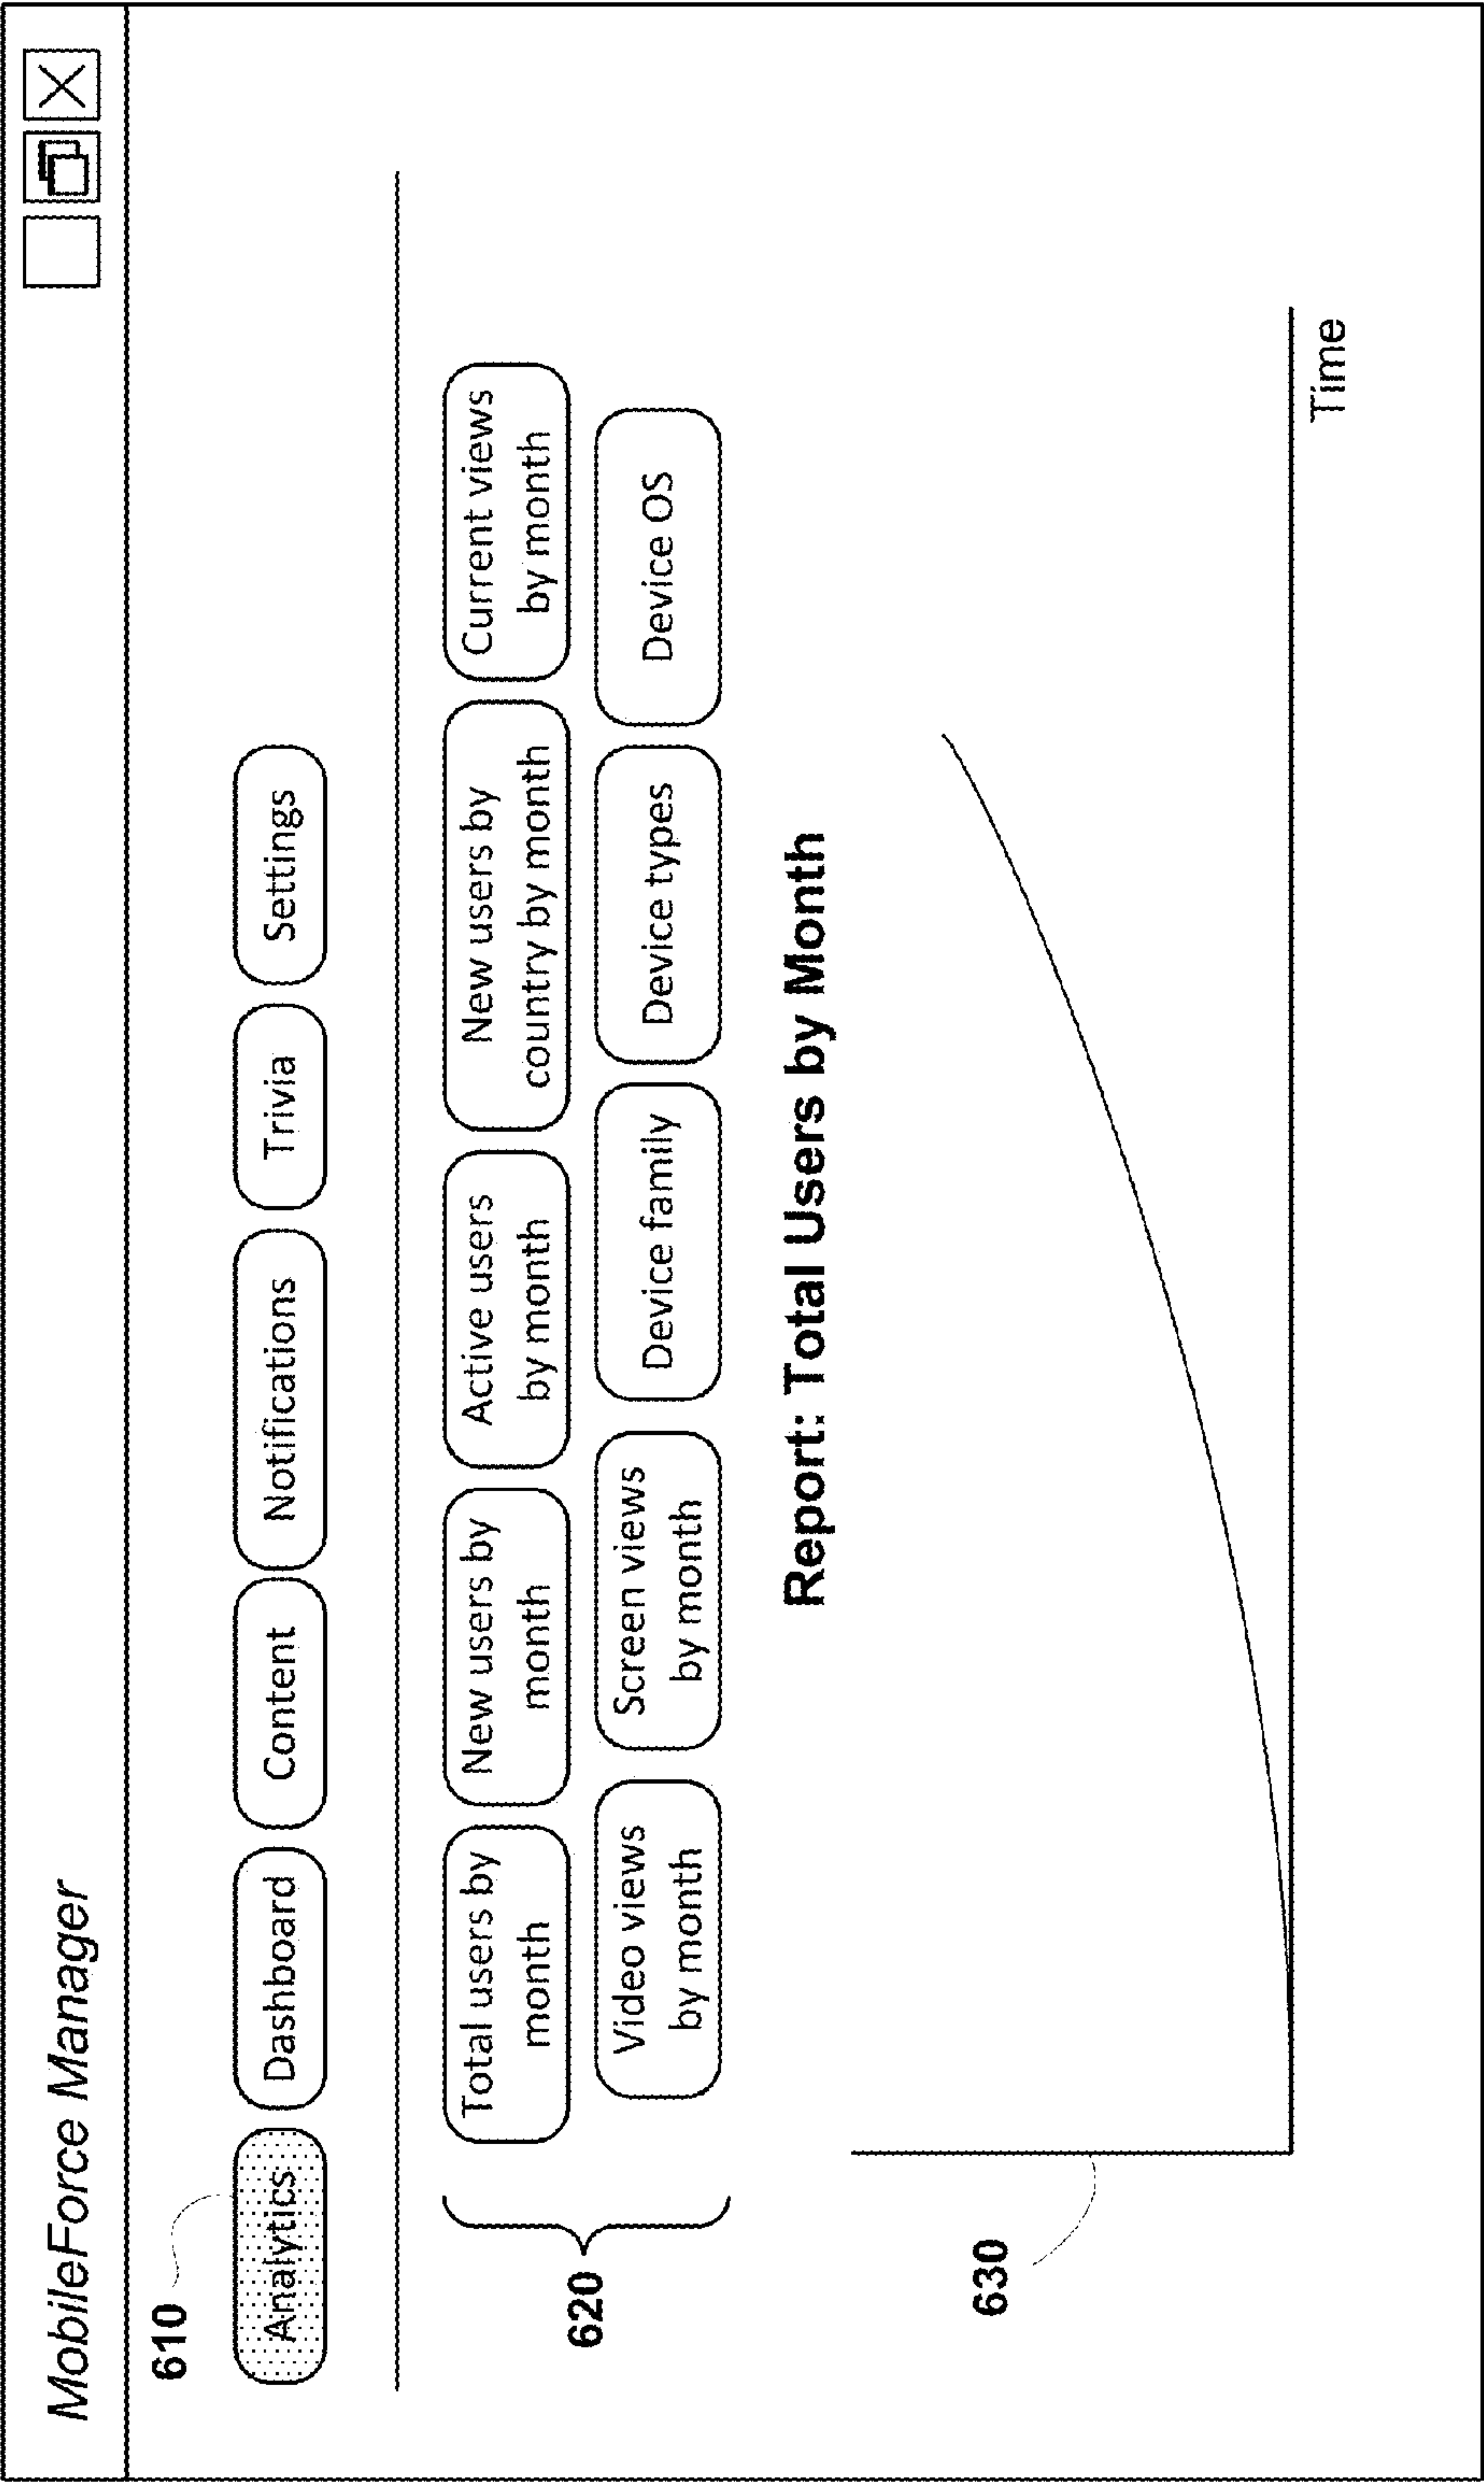 MobileForce Manager
610
Analytics
Dashboard
Content
Notifications
Trivia
Settings
620
Total users by
month
New users by
month
Active users
by month
New users by
country by month
Current views
by month
Video views
by month
Screen views
by month
Device family
Device types
Device OS
Report: Total Users by Month
630
Time